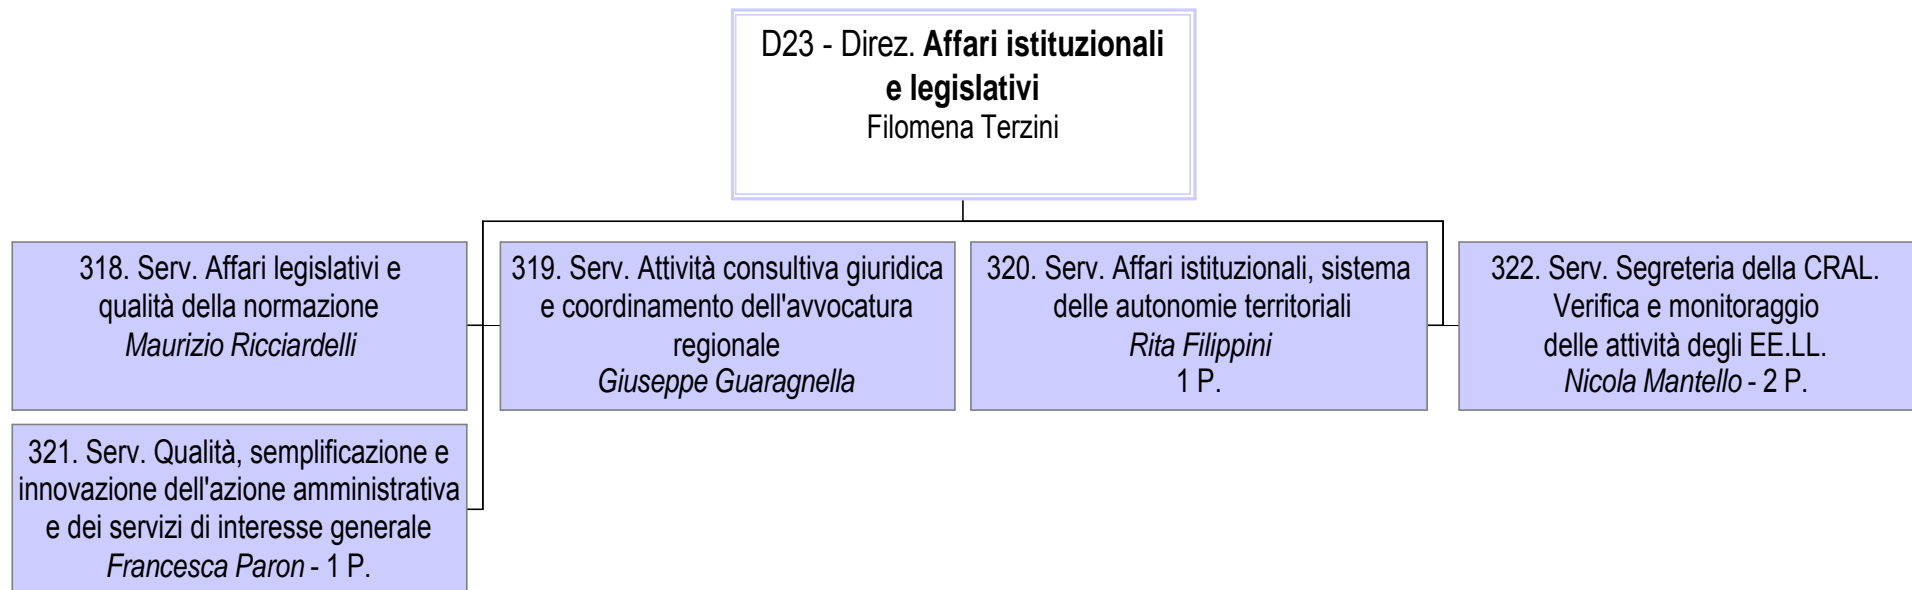 D23 - Direz. Affari istituzionali
e legislativi
Filomena Terzini
318. Serv. Affari legislativi e
qualità della normazione
Maurizio Ricciardelli
319. Serv. Attività consultiva giuridica
e coordinamento dell'avvocatura
regionale
Giuseppe Guaragnella
320. Serv. Affari istituzionali, sistema
delle autonomie territoriali
Rita Filippini
1 P.
322. Serv. Segreteria della CRAL.
Verifica e monitoraggio
delle attività degli EE.LL.
Nicola Mantello - 2 P.
321. Serv. Qualità, semplificazione e
innovazione dell'azione amministrativa
e dei servizi di interesse generale
Francesca Paron - 1 P.